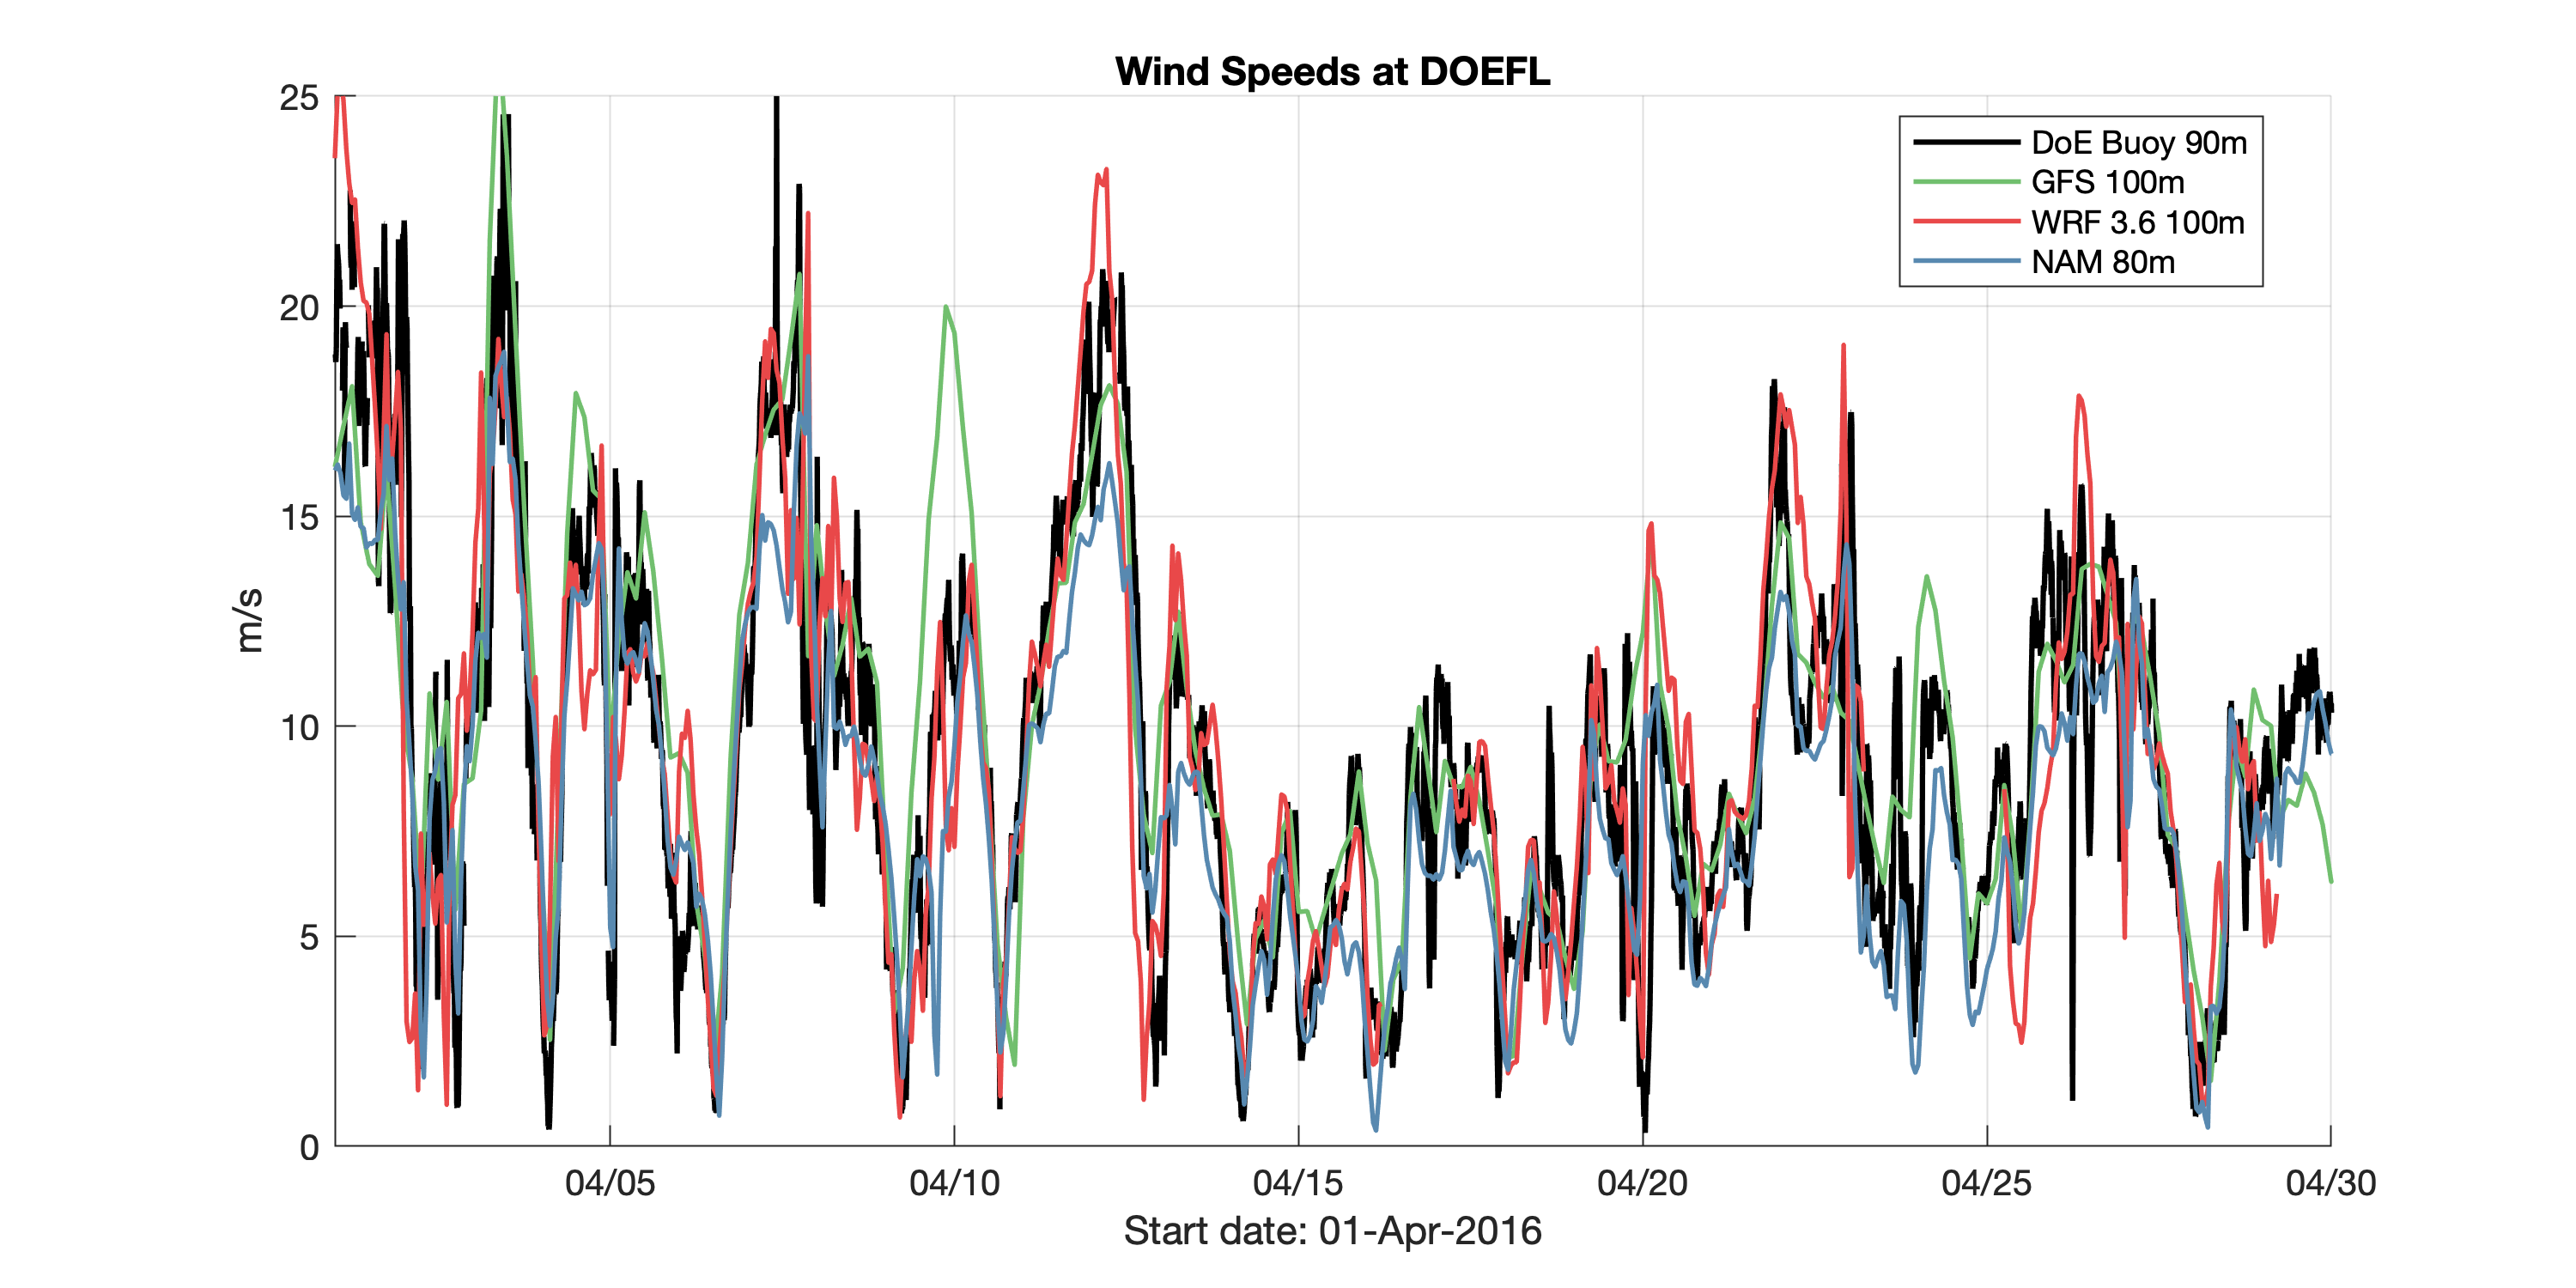 Wind Speeds at DOEFL
25
20
15
10
5
0
m/s
DoE Buoy 90m
GFS 100m
WRF 3.6 100m
NAM 80m
04/05
04/10
04/15
04/20
04/25
04/30
Start date: 01-Apr-2016